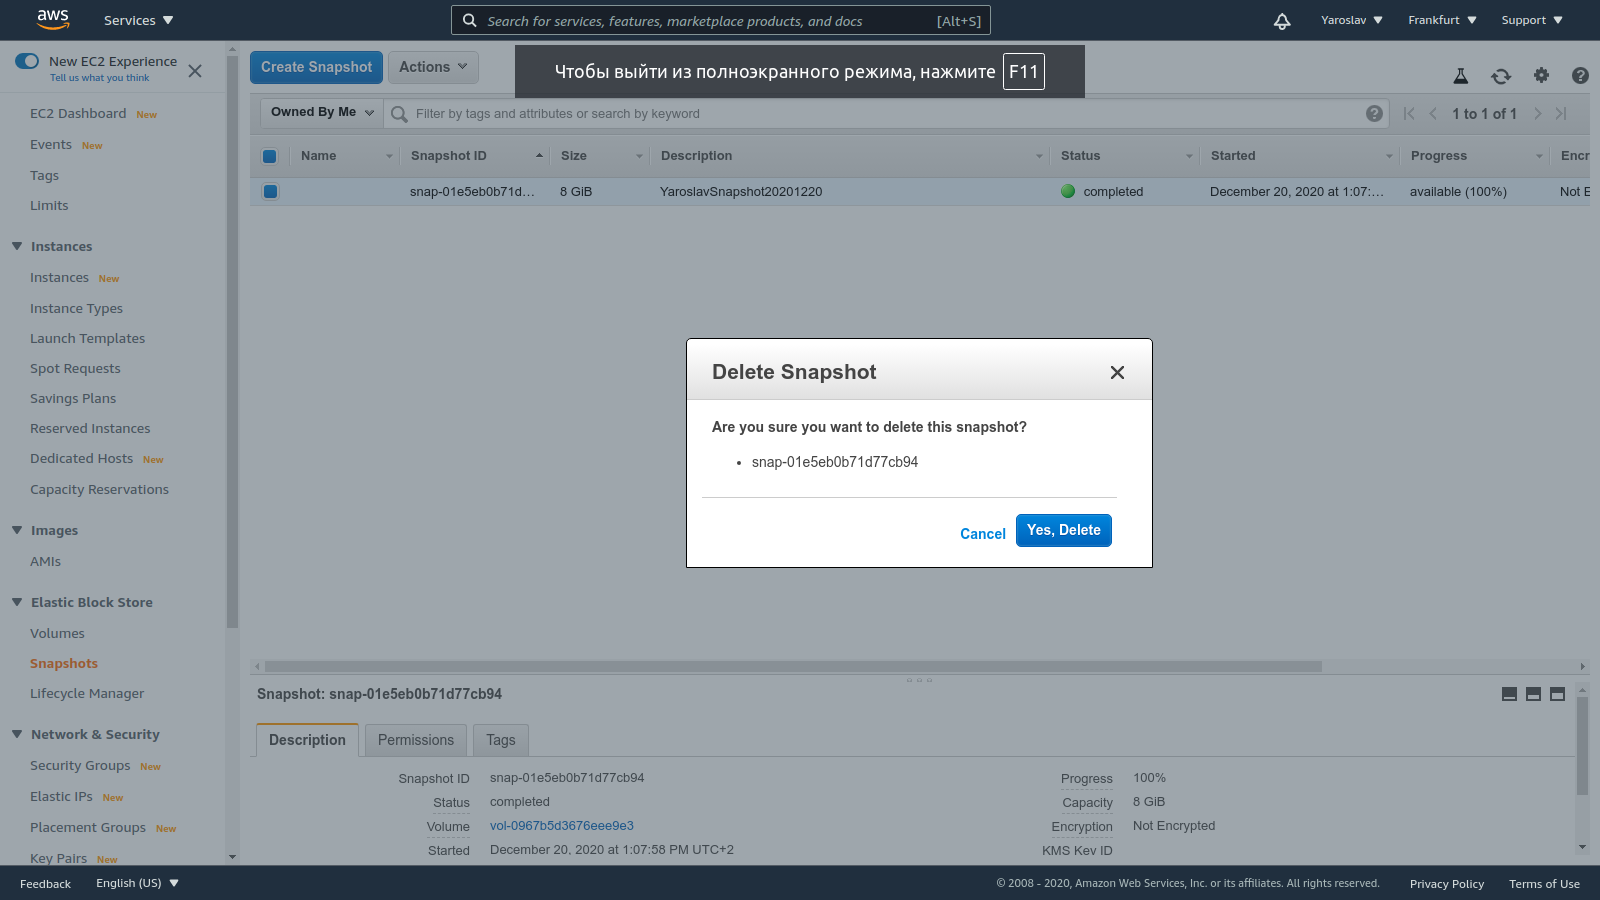 aws
Services
Search for services, features, marketplace products, and docs [Alt+S]
Yaroslav
Frankfurt
Support
Чтобы выйти из полноэкранного режима, нажмите F11
New EC2 Experience
Tell us what you think
EC2 Dashboard New
Events New
Tags
Limits
Instances
Instances New
Instance Types
Launch Templates
Spot Requests
Savings Plans
Reserved Instances
Dedicated Hosts New
Capacity Reservations
Images
AMIs
Elastic Block Store
Volumes
Snapshots
Lifecycle Manager
Network & Security
Security Groups New
Elastic IPs New
Placement Groups New
Key Pairs New
Create Snapshot
Actions
Owned By Me
Filter by tags and attributes or search by keyword
1 to 1 of 1
Name Snapshot ID Size Description Status Started Progress Encr
snap-01e5eb0b71d... 8 GiB YaroslavSnapshot20201220 completed December 20, 2020 at 1:07:... available (100%) Not E
Delete Snapshot
Are you sure you want to delete this snapshot?
• snap-01e5eb0b71d77cb94
Cancel
Yes, Delete
Snapshot: snap-01e5eb0b71d77cb94
Description Permissions Tags
Snapshot ID snap-01e5eb0b71d77cb94
Status completed
Volume vol-0967b5d3676eee9e3
Started December 20, 2020 at 1:07:58 PM UTC+2
Progress 100%
Capacity 8 GiB
Encryption Not Encrypted
KMS Key ID
Feedback
English (US)
© 2008 - 2020, Amazon Web Services, Inc. or its affiliates. All rights reserved.
Privacy Policy
Terms of Use